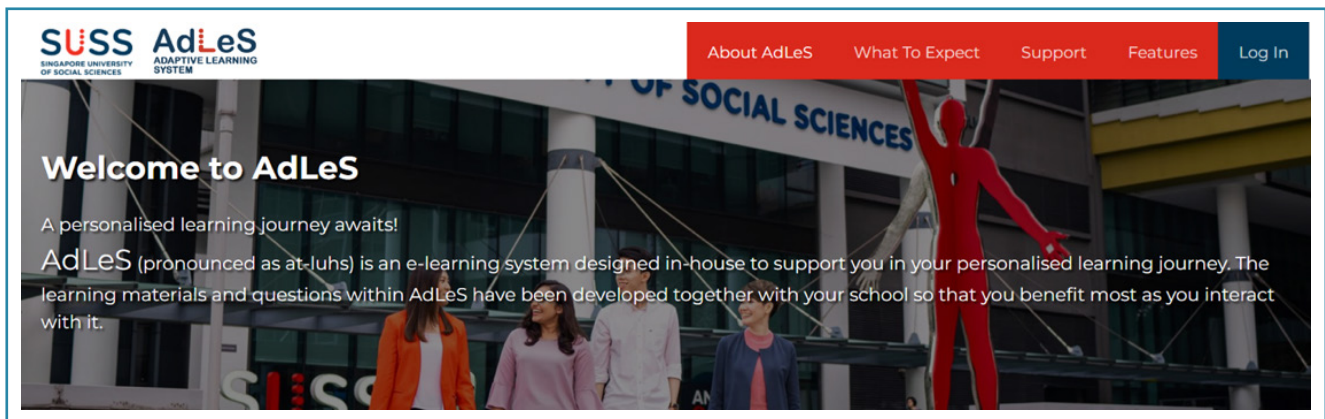 SUSS
SINGAPORE UNIVERSITY
OF SOCIAL SCIENCES
AdLeS
ADAPTIVE LEARNING
SYSTEM
About AdLeS
What To Expect
Support
Features
Log In
OF SOCIAL SCIENCES
Welcome to AdLeS
A personalised learning journey awaits!
AdLeS (pronounced as at-luhs) is an e-learning system designed in-house to support you in your personalised learning journey. The
learning materials and questions within AdLeS have been developed together with your school so that you benefit most as you interact
with it.
SUSS